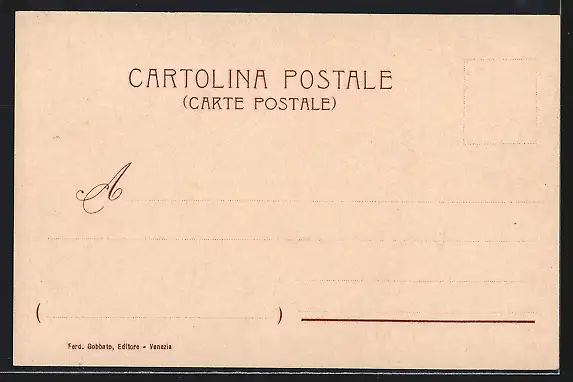 CARTOLINA POSTALE
(CARTE POSTALE)
A
( )
Ferd. Gobbato, Editore - Venezia